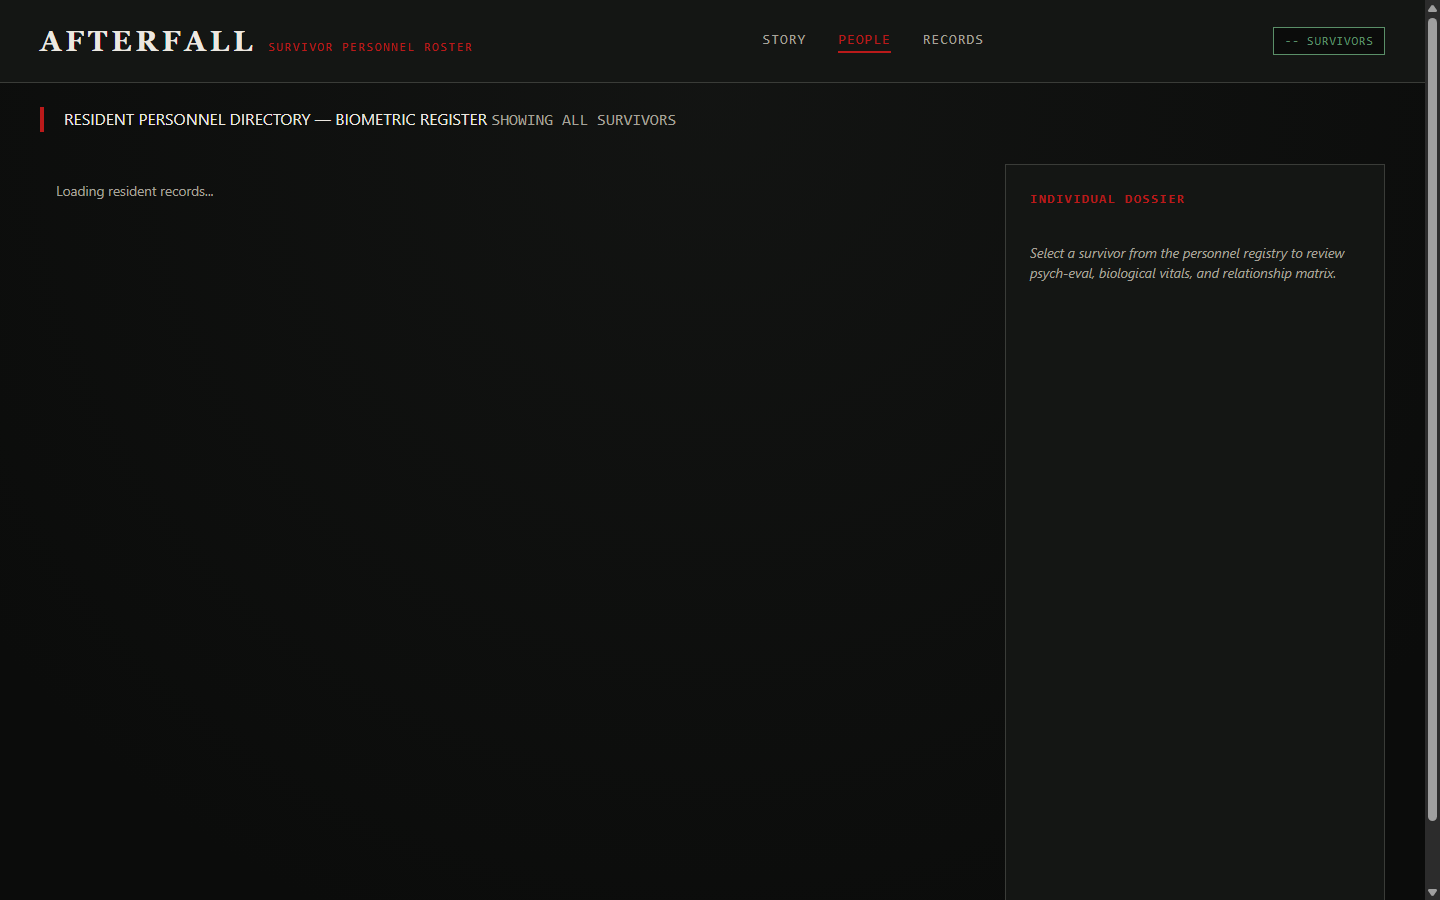 AFTERFALL SURVIVOR PERSONNEL ROSTER
STORY PEOPLE RECORDS
-- SURVIVORS
RESIDENT PERSONNEL DIRECTORY — BIOMETRIC REGISTER SHOWING ALL SURVIVORS
Loading resident records...
INDIVIDUAL DOSSIER
Select a survivor from the personnel registry to review
psych-eval, biological vitals, and relationship matrix.